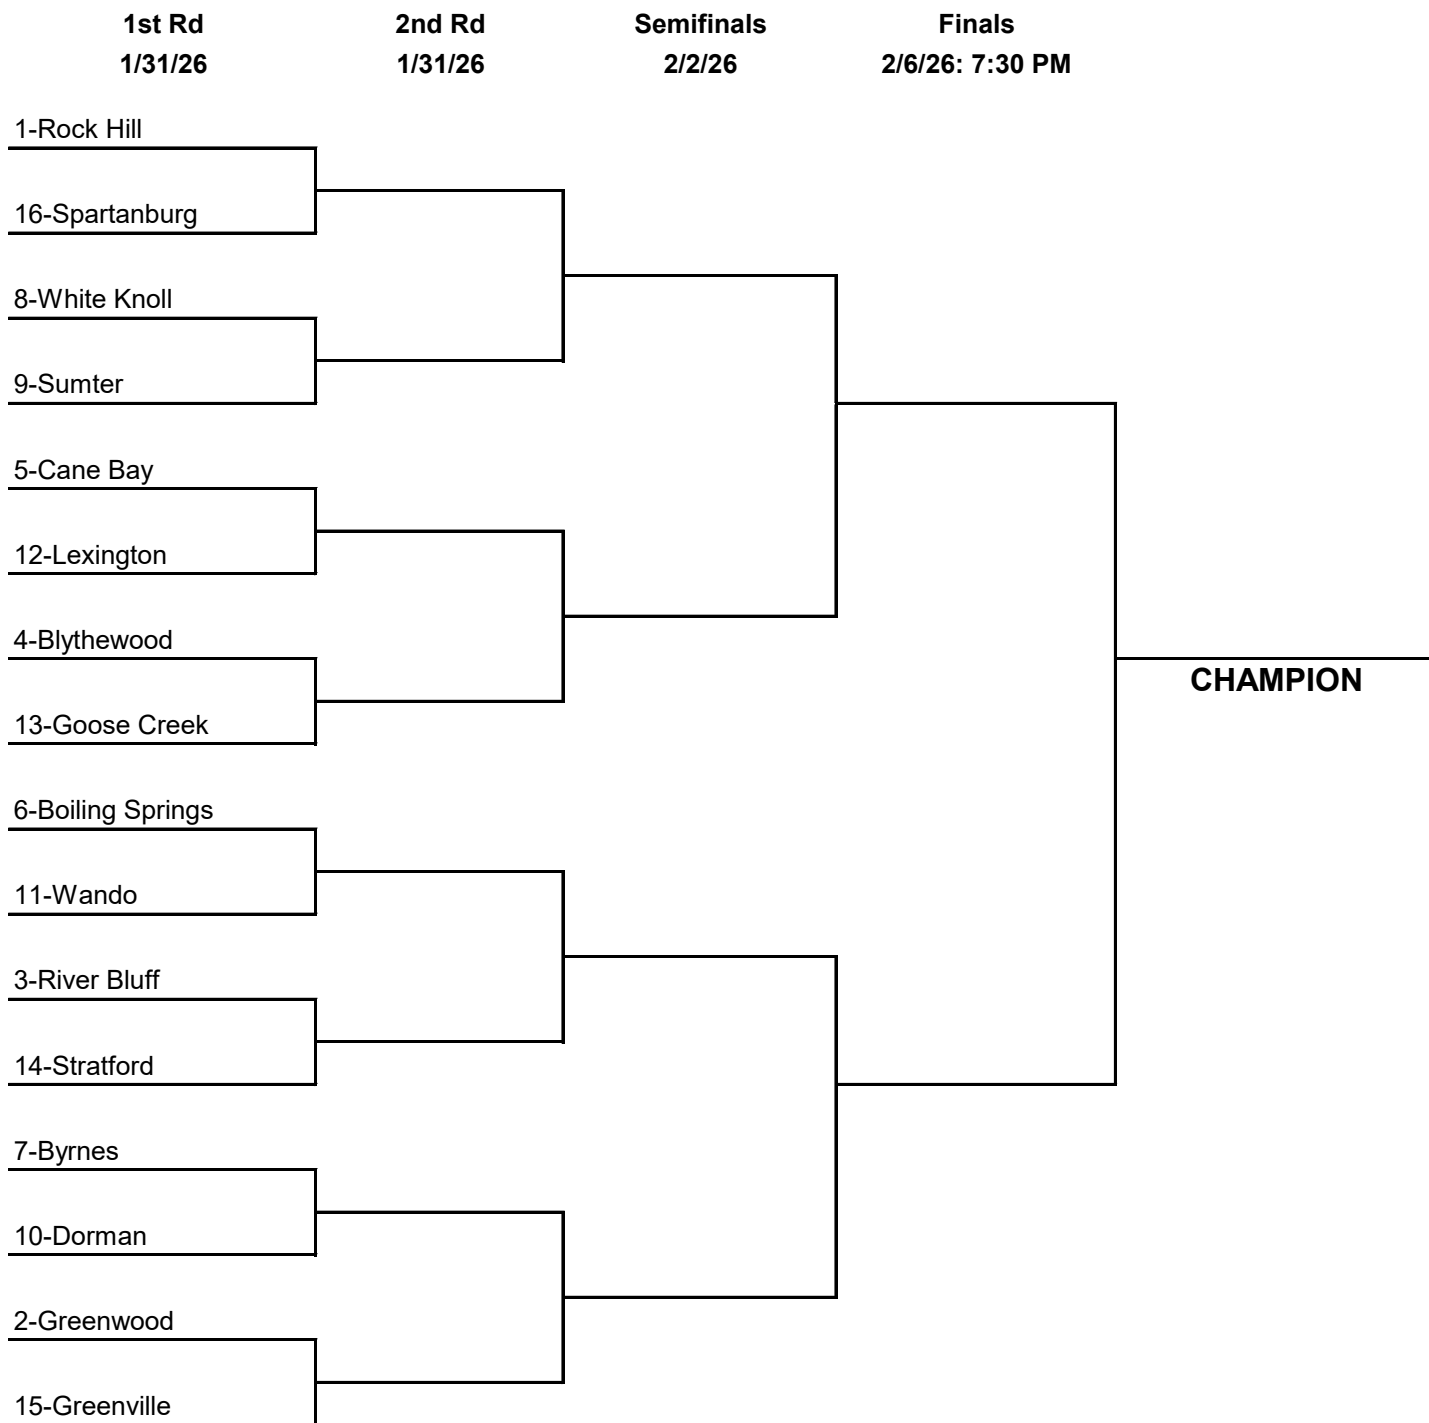 1st Rd 2nd Rd Semifinals Finals
1/31/26 1/31/26 2/2/26 2/6/26: 7:30 PM
1-Rock Hill
16-Spartanburg
8-White Knoll
9-Sumter
5-Cane Bay
12-Lexington
4-Blythewood
CHAMPION
13-Goose Creek
6-Boiling Springs
11-Wando
3-River Bluff
14-Stratford
7-Byrnes
10-Dorman
2-Greenwood
15-Greenville